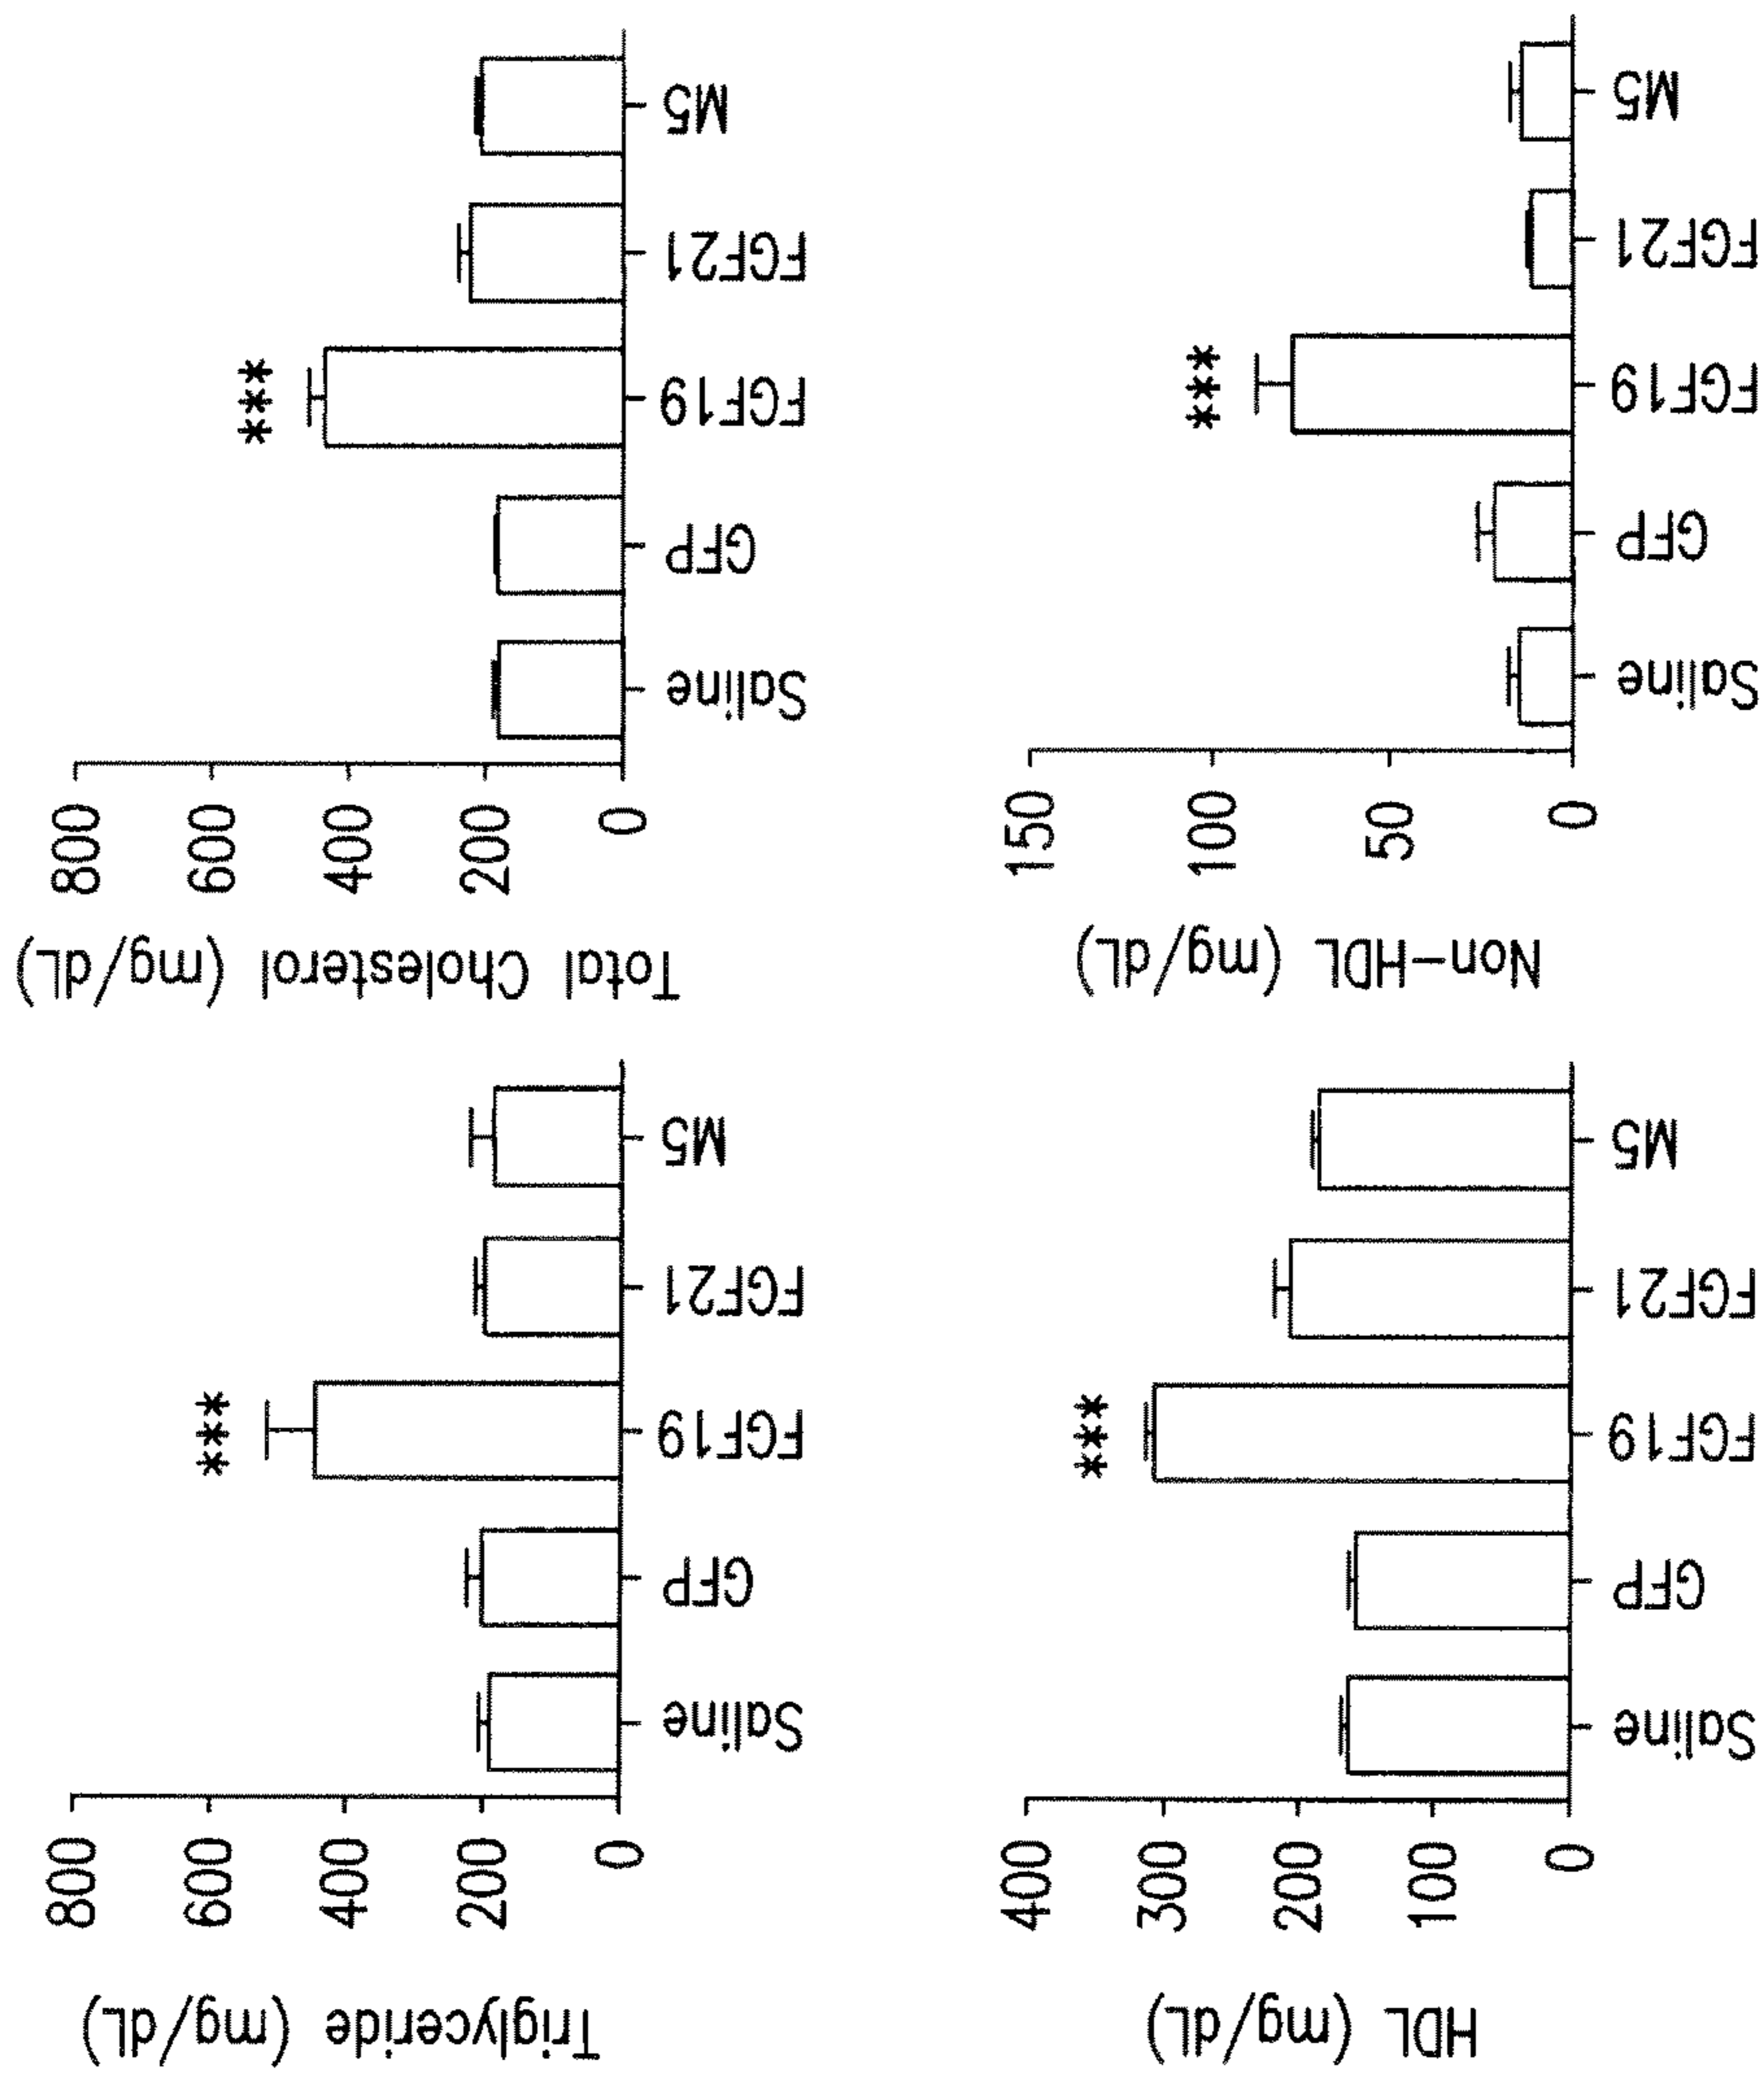 Triglyceride (mg/dL)
800
600
400
200
0
Saline
GFP
FGF19
FGF21
M5
***
Total Cholesterol (mg/dL)
800
600
400
200
0
Saline
GFP
FGF19
FGF21
M5
***
HDL (mg/dL)
400
300
200
100
0
Saline
GFP
FGF19
FGF21
M5
***
Non-HDL (mg/dL)
150
100
50
0
Saline
GFP
FGF19
FGF21
M5
***